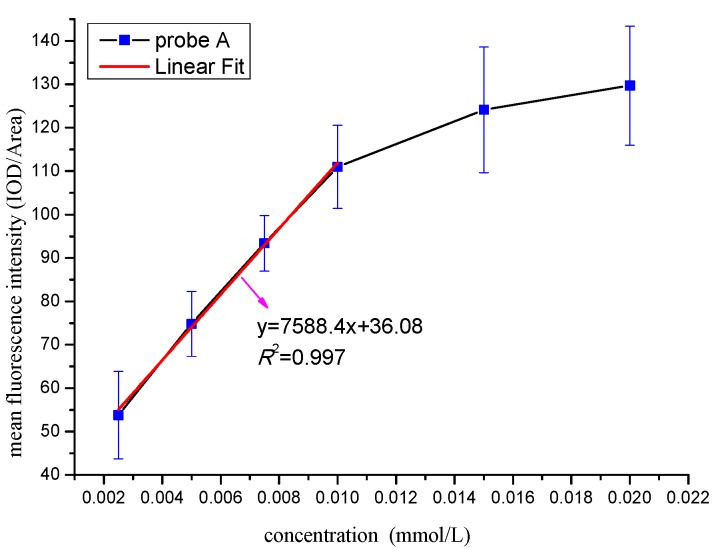 probe A
Linear Fit
140
130
120
110
100
90
80
70
60
50
40
mean fluorescence intensity (IOD/Area)
y=7588.4x+36.08
R²=0.997
0.002 0.004 0.006 0.008 0.010 0.012 0.014 0.016 0.018 0.020 0.022
concentration (mmol/L)